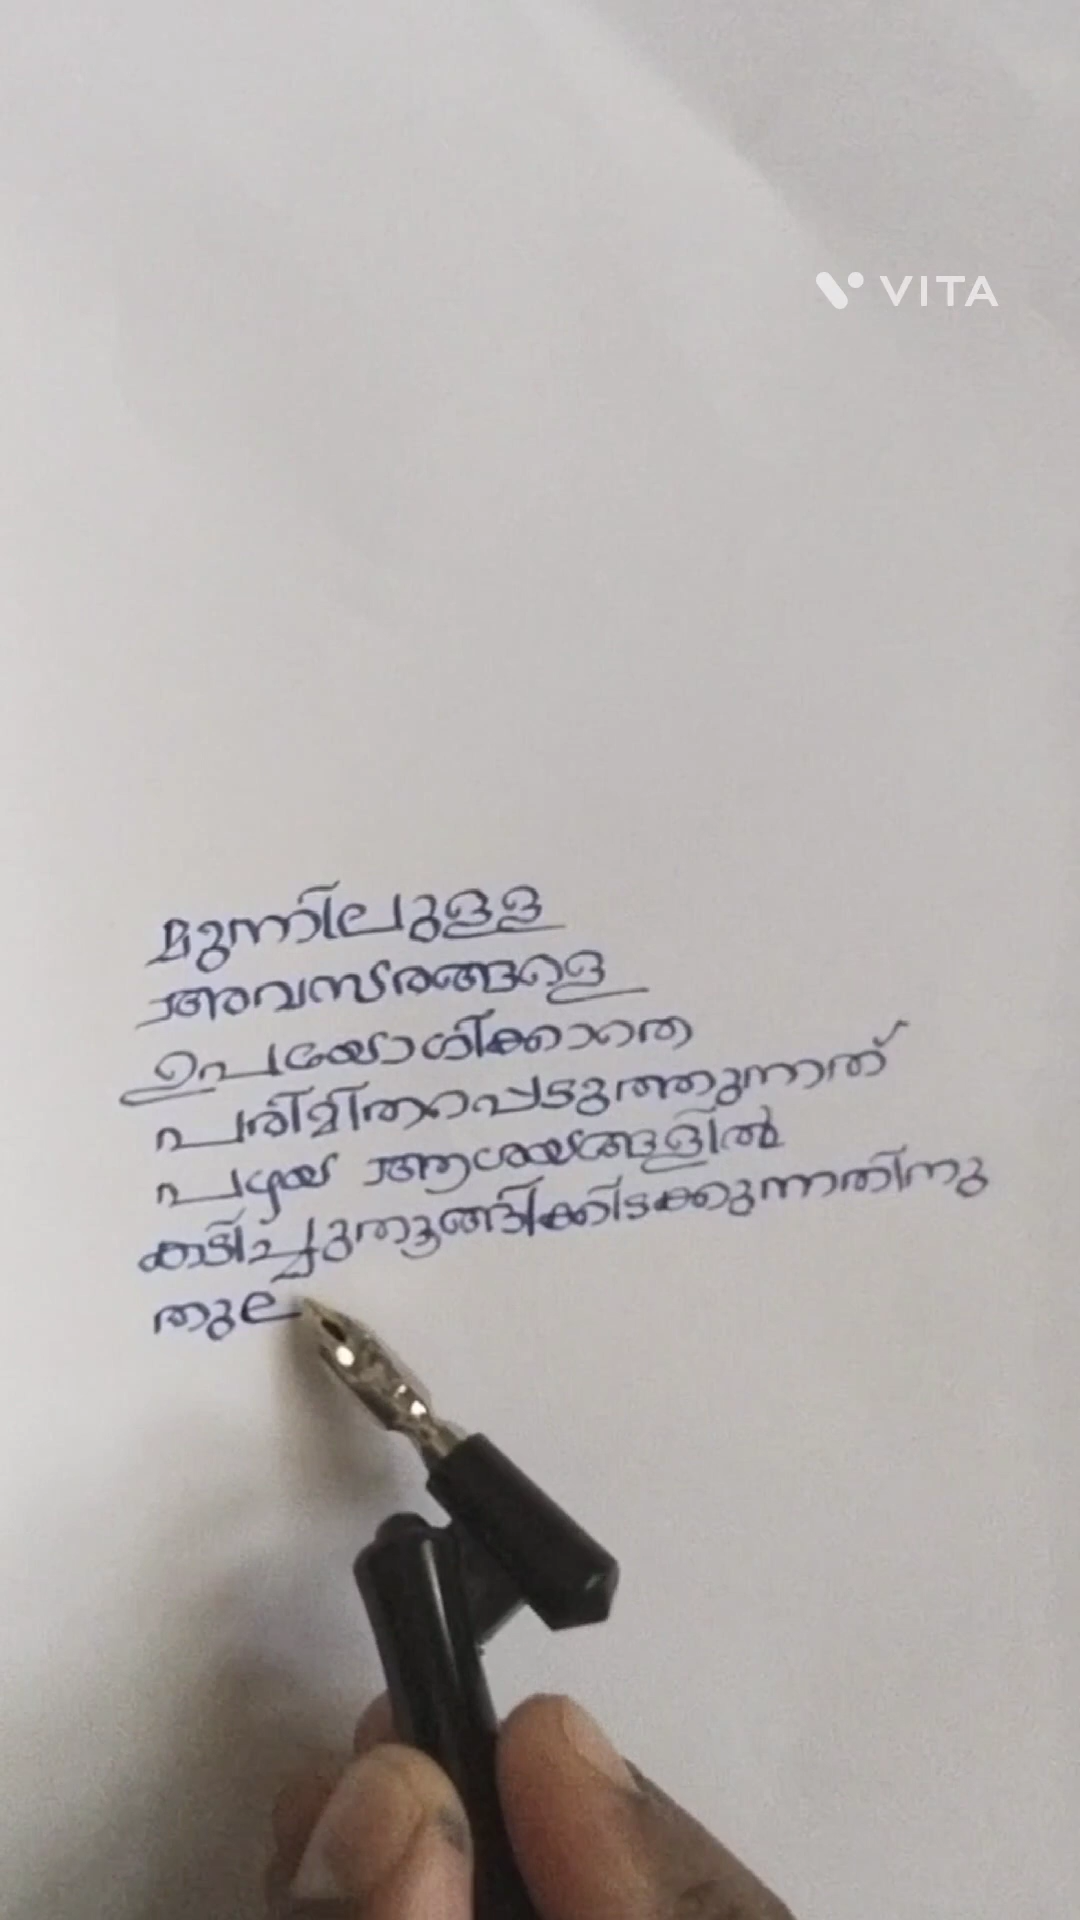 VITA
മുന്നിലുള്ള
അവസരങ്ങളെ
ഉപയോഗിക്കാതെ
പരിമിതപ്പെടുത്തുന്നത്
പഴയ ആശയങ്ങളിൽ
കടിച്ചുതൂങ്ങിക്കിടക്കുന്നതിനു
തുല